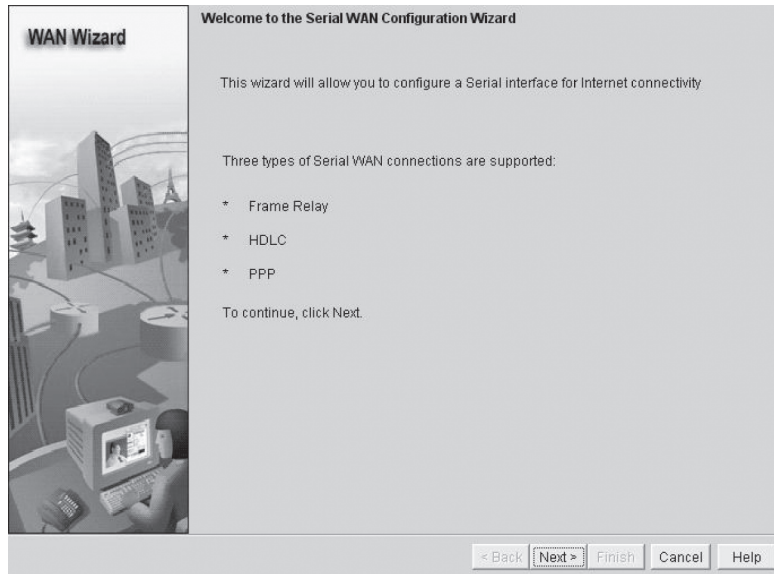 WAN Wizard
Welcome to the Serial WAN Configuration Wizard
This wizard will allow you to configure a Serial interface for Internet connectivity
Three types of Serial WAN connections are supported:
* Frame Relay
* HDLC
* PPP
To continue, click Next.
< Back Next > Finish Cancel Help